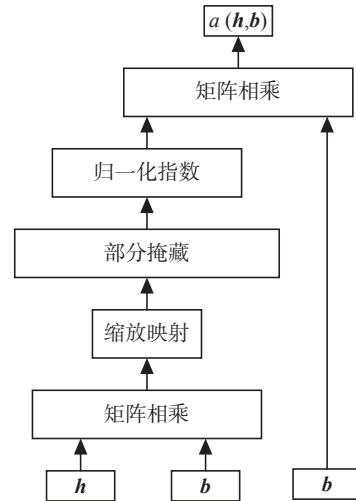 a (h,b)
矩阵相乘
归一化指数
部分掩藏
缩放映射
矩阵相乘
h b b